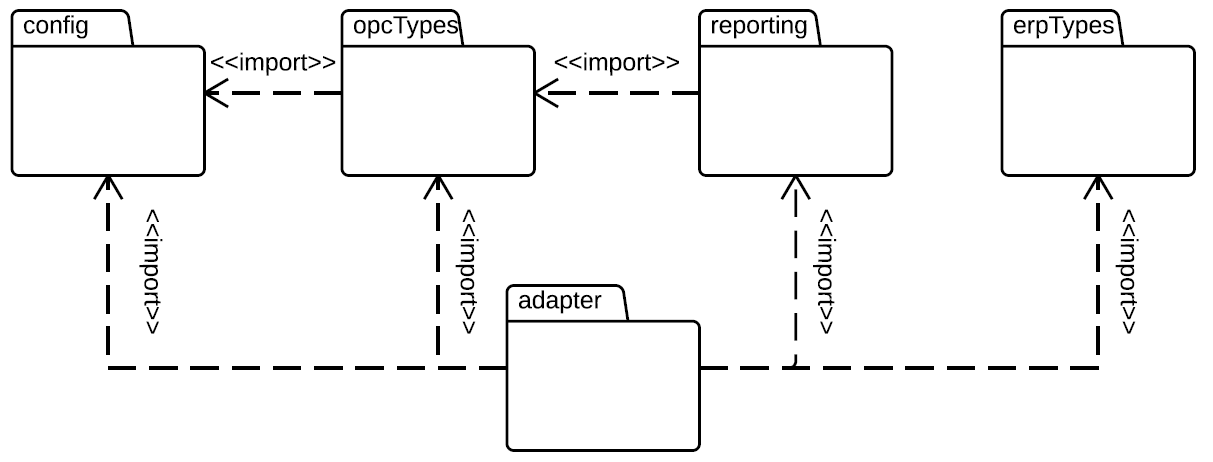 config
opcTypes
reporting
erpTypes
<<import>>
<<import>>
<<import>>
<<import>>
<<import>>
<<import>>
adapter